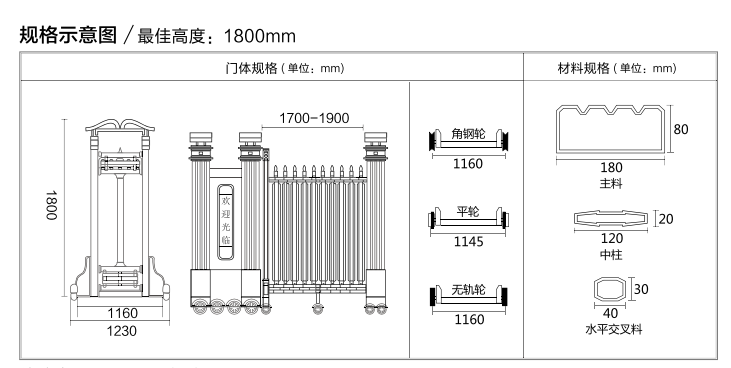 规格示意图 / 最佳高度：1800mm
门体规格（单位：mm）
材料规格（单位：mm）
1800
1160
1230
1700-1900
欢迎光临
角钢轮
1160
平轮
1145
无轨轮
1160
80
180
主料
20
120
中柱
30
40
水平交叉料